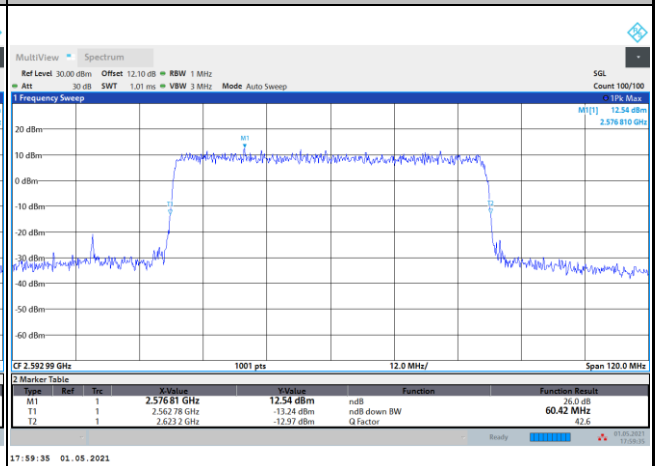 MultiView Spectrum
Ref Level 30.00 dBm Offset 12.10 dB RBW 1 MHz SGL
Att 30 dB SWT 1.01 ms VBW 3 MHz Mode Auto Sweep Count 100/100
1 Frequency Sweep 1Pk Max
M1[1] 12.54 dBm
2.576 810 GHz
20 dBm
M1
10 dBm
0 dBm
T1 T2
-10 dBm
-20 dBm
-30 dBm
-40 dBm
-50 dBm
-60 dBm
CF 2.592 99 GHz 1001 pts 12.0 MHz/ Span 120.0 MHz
2 Marker Table
Type Ref Trc X-Value Y-Value Function Function Result
M1 1 2.576 81 GHz 12.54 dBm ndB 26.0 dB
T1 1 2.562 78 GHz -13.24 dBm ndB down BW 60.42 MHz
T2 1 2.623 2 GHz -12.97 dBm Q Factor 42.6
Ready 01.05.2021
17:59:35
17:59:35 01.05.2021